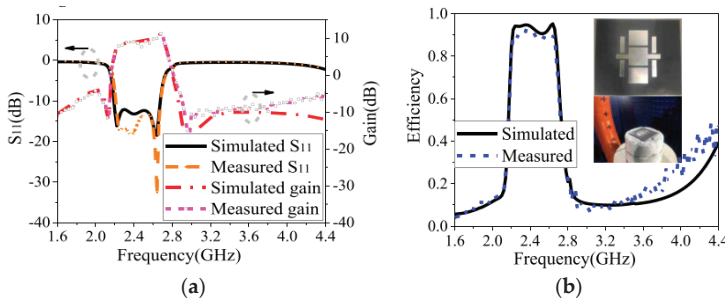 10
0
-10
-20
-30
-40
S11(dB)
10
0
-10
-20
-30
-40
Gain(dB)
Simulated S11
Measured S11
Simulated gain
Measured gain
1.6 2.0 2.4 2.8 3.2 3.6 4.0 4.4
Frequency(GHz)
(a)
1.0
0.8
0.6
0.4
0.2
0.0
Efficiency
Simulated
Measured
1.6 2.0 2.4 2.8 3.2 3.6 4.0 4.4
Frequency(GHz)
(b)